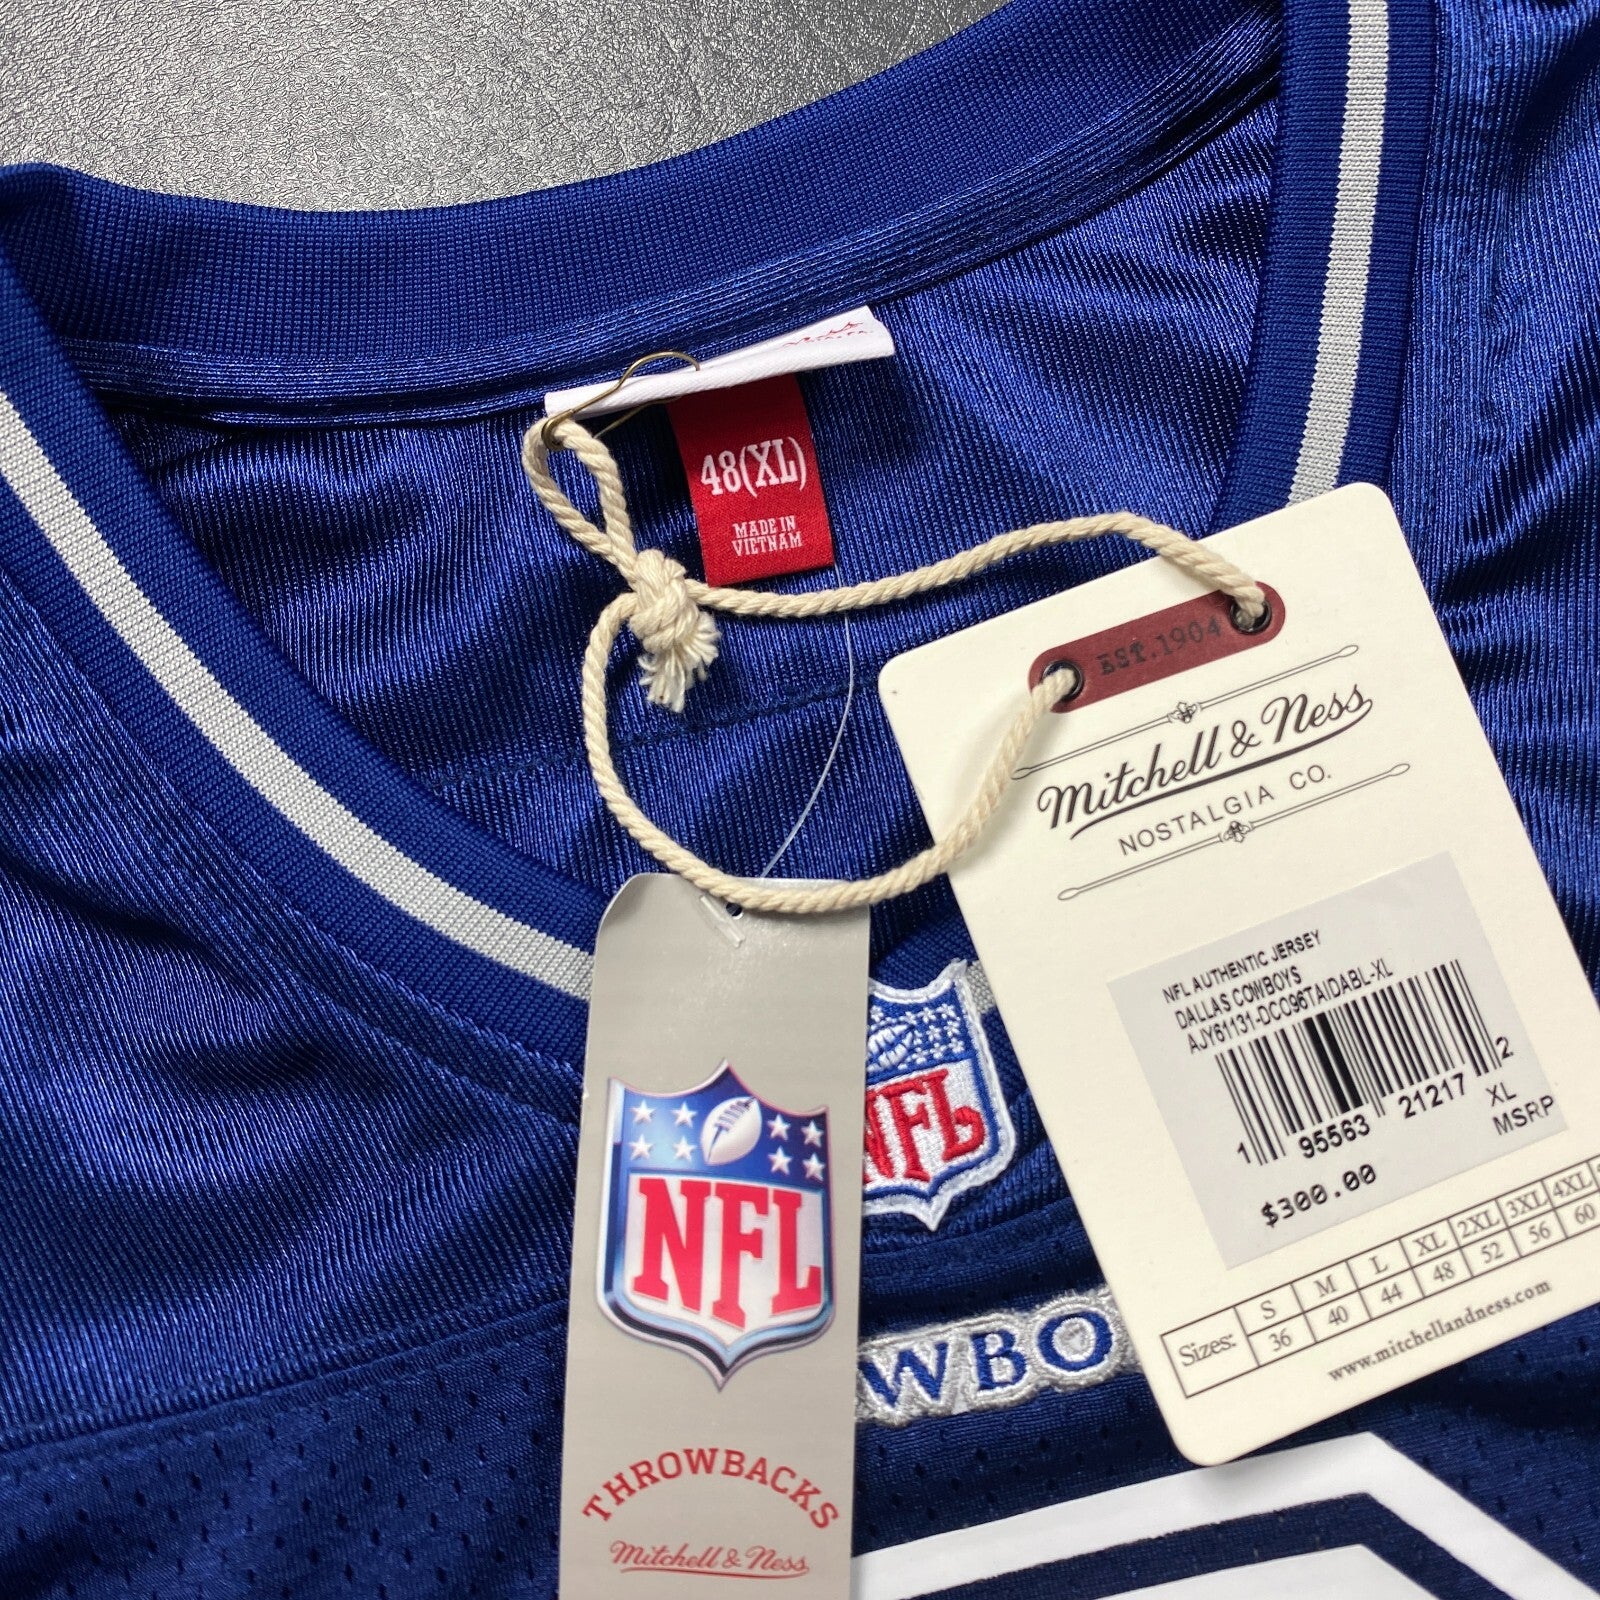 48(XL)
MADE IN
VIETNAM
EST.1904
Mitchell & Ness
NOSTALGIA CO.
NFL AUTHENTIC JERSEY
DALLAS COWBOYS
AJY61131-DCO96TAIDABL-XL
1 95563 21217 2
XL
MSRP
$300.00
Sizes: S M L XL 2XL 3XL 4XL
36 40 44 48 52 56 60
www.mitchellandness.com
NFL
THROWBACKS
Mitchell & Ness
NFL
WBO